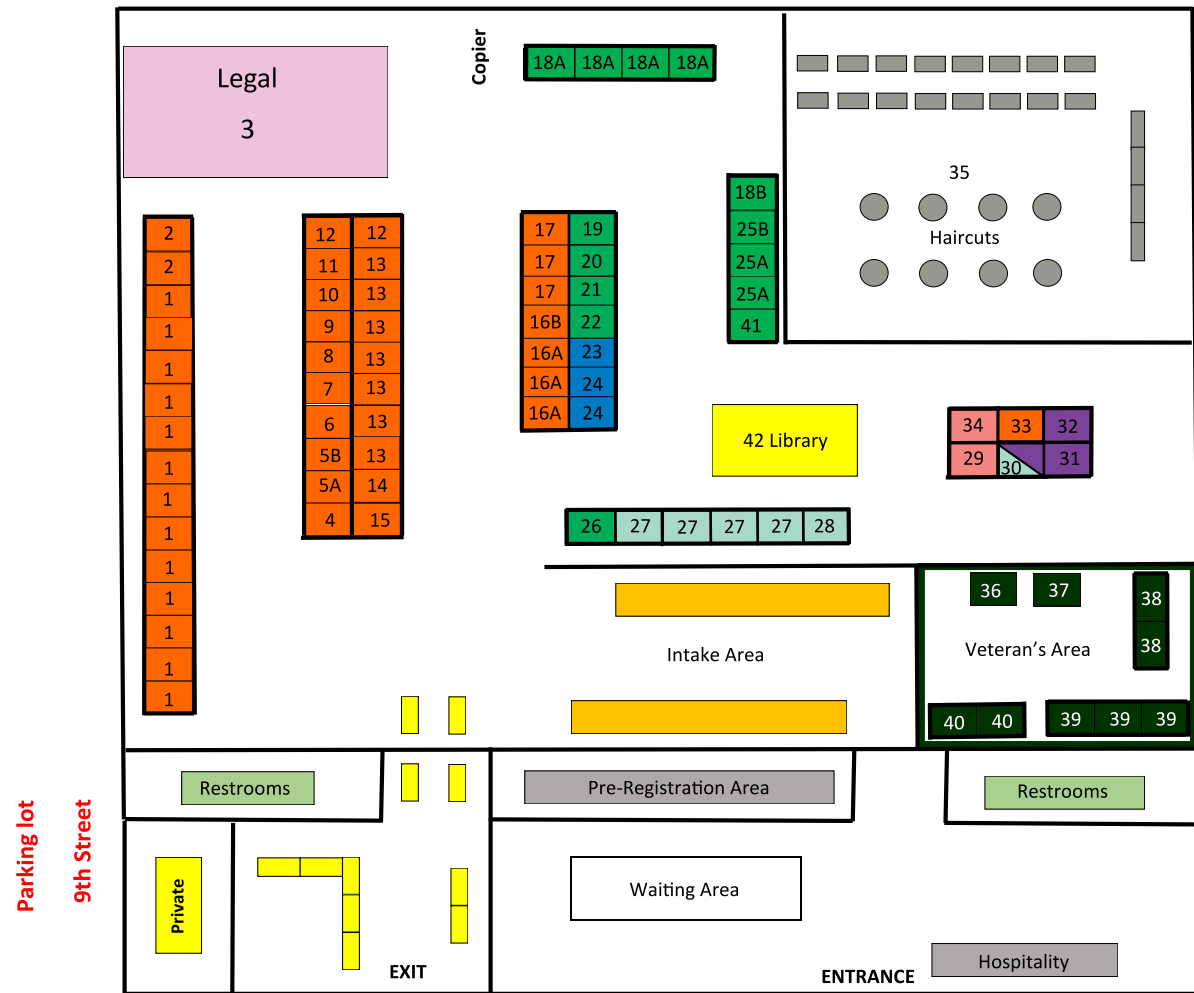 Copier
18A 18A 18A 18A
Legal
3
35
Haircuts
18B
25B
25A
25A
41
2
2
1
1
1
1
1
1
1
1
1
1
1
1
1
12 12
11 13
10 13
9 13
8 13
7 13
6 13
5B 13
5A 14
4 15
17 19
17 20
17 21
16B 22
16A 23
16A 24
16A 24
42 Library
34 33 32
29 30 31
26 27 27 27 27 28
Intake Area
36 37
38
38
Veteran's Area
40 40
39 39 39
Restrooms
Pre-Registration Area
Restrooms
Parking lot
9th Street
Private
Waiting Area
EXIT
ENTRANCE
Hospitality